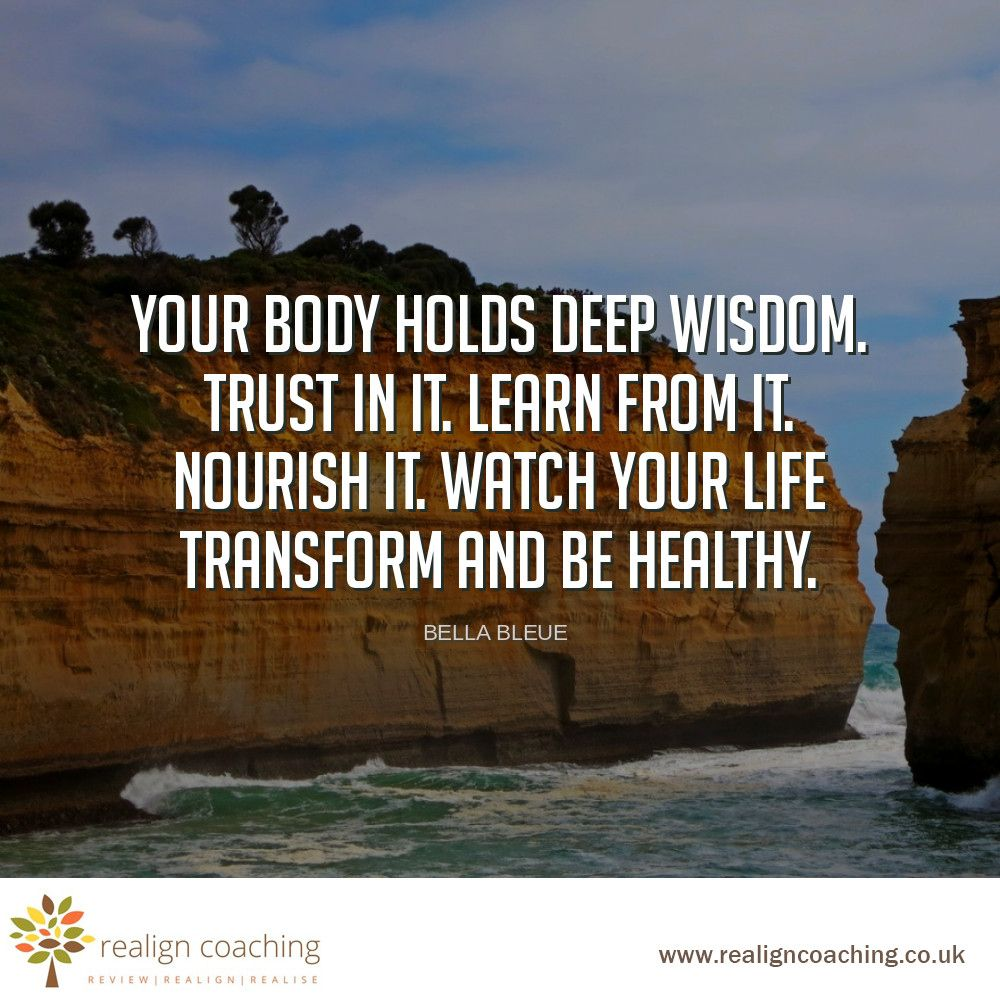 YOUR BODY HOLDS DEEP WISDOM.
TRUST IN IT. LEARN FROM IT.
NOURISH IT. WATCH YOUR LIFE
TRANSFORM AND BE HEALTHY.
BELLA BLEUE
realign coaching
REVIEW|REALIGN|REALISE
www.realigncoaching.co.uk